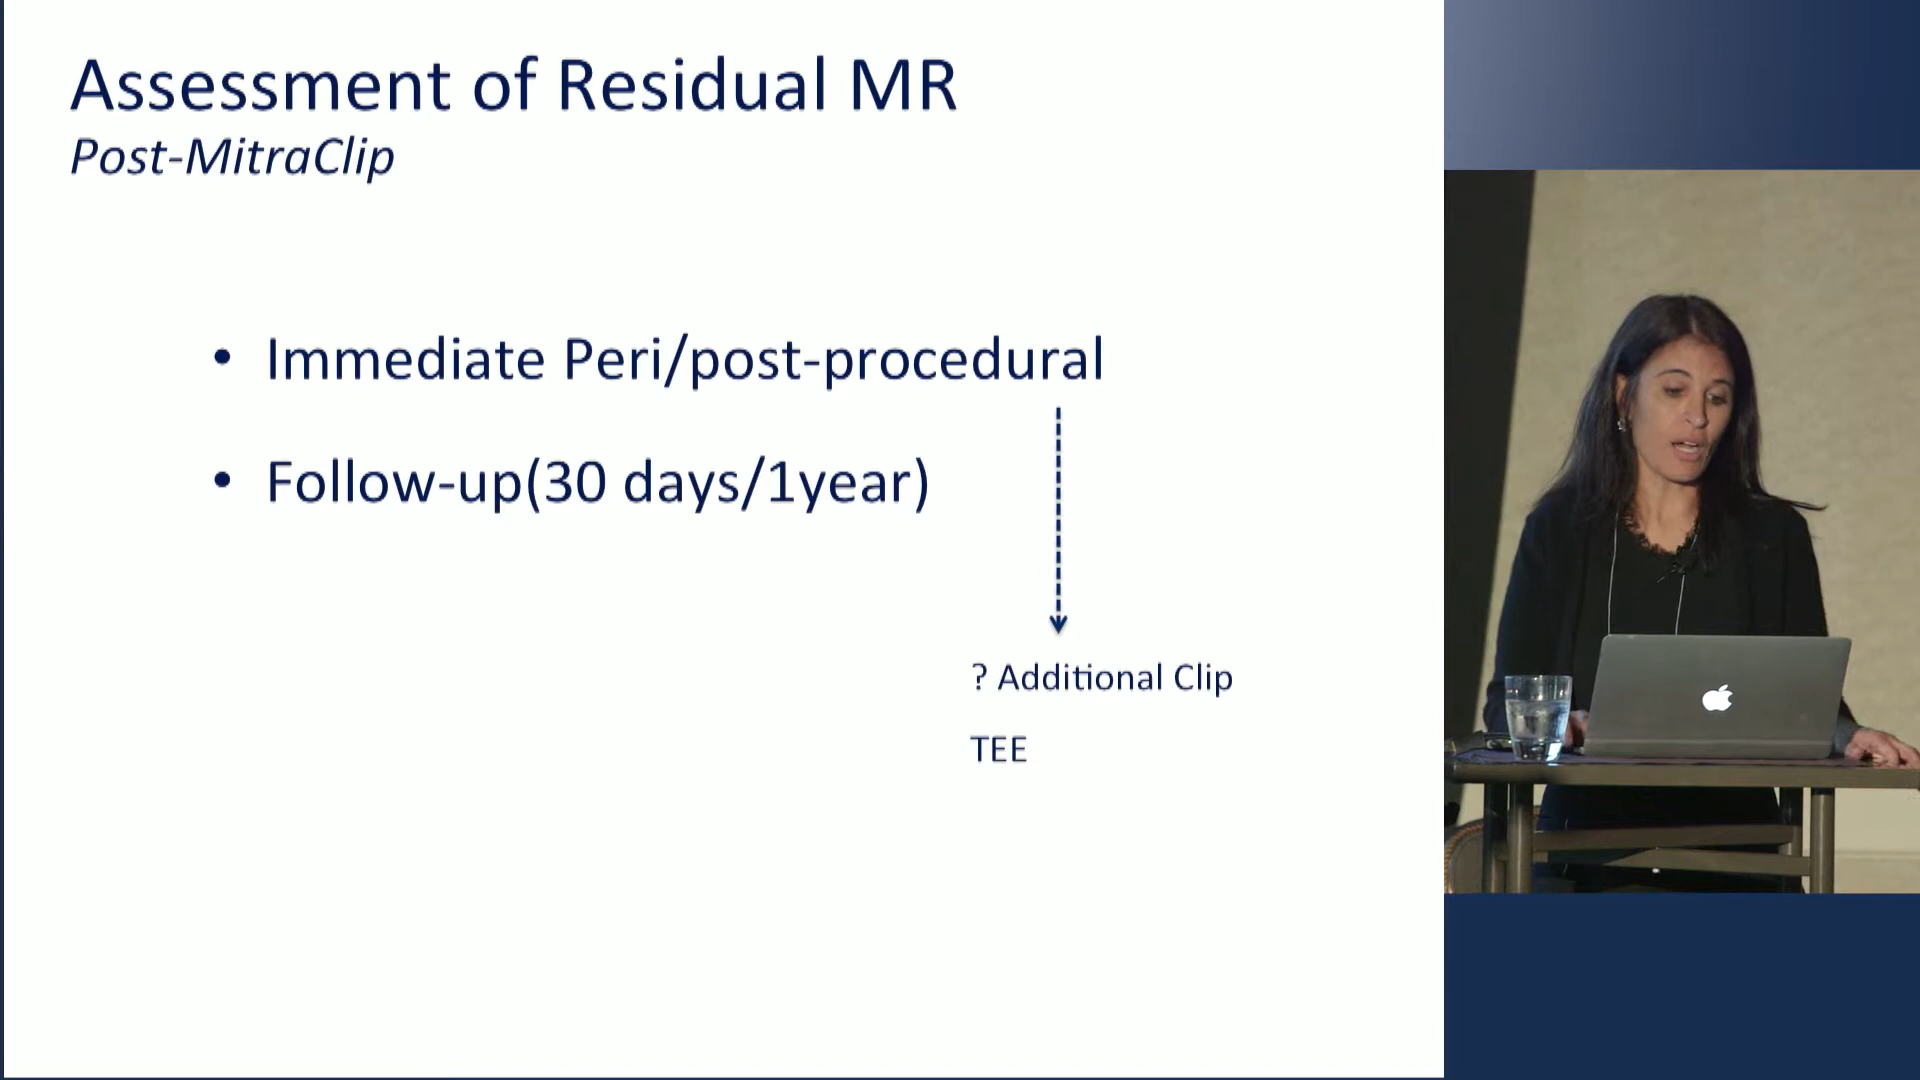 Assessment of Residual MR
Post-MitraClip
• Immediate Peri/post-procedural
• Follow-up(30 days/1year)
? Additional Clip
TEE